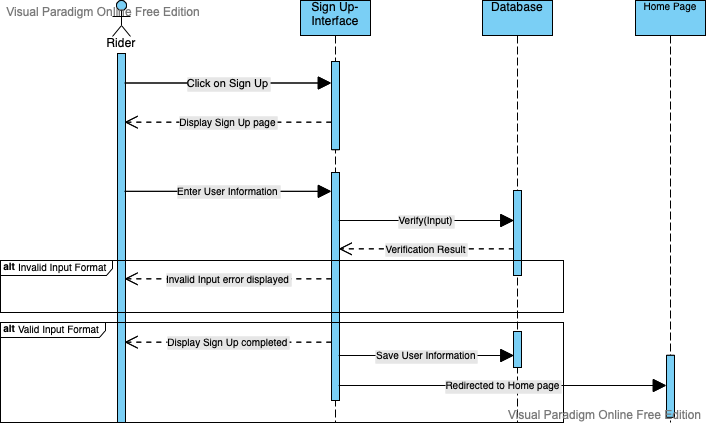 Visual Paradigm Online Free Edition
Rider
Sign Up-
Interface
Database
Home Page
Click on Sign Up
Display Sign Up page
Enter User Information
Verify(Input)
Verification Result
alt Invalid Input Format
Invalid Input error displayed
alt Valid Input Format
Display Sign Up completed
Save User Information
Redirected to Home page
Visual Paradigm Online Free Edition